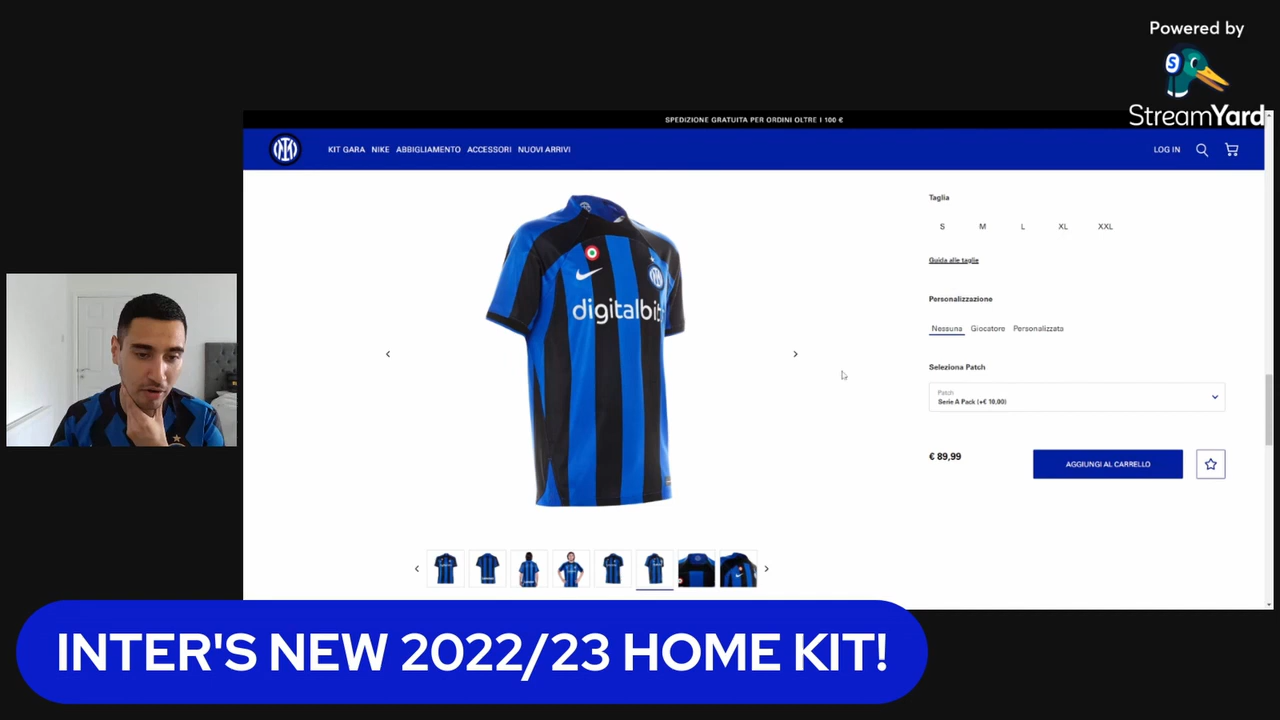 Powered by
StreamYard
SPEDIZIONE GRATUITA PER ORDINI OLTRE I 100 €
KIT GARA NIKE ABBIGLIAMENTO ACCESSORI NUOVI ARRIVI
LOG IN
digitalbit
Taglia
S M L XL XXL
Guida alle taglie
Personalizzazione
Nessuna Giocatore Personalizzata
Seleziona Patch
Patch
Serie A Pack (+€ 10.00)
€ 89,99
AGGIUNGI AL CARRELLO
INTER'S NEW 2022/23 HOME KIT!